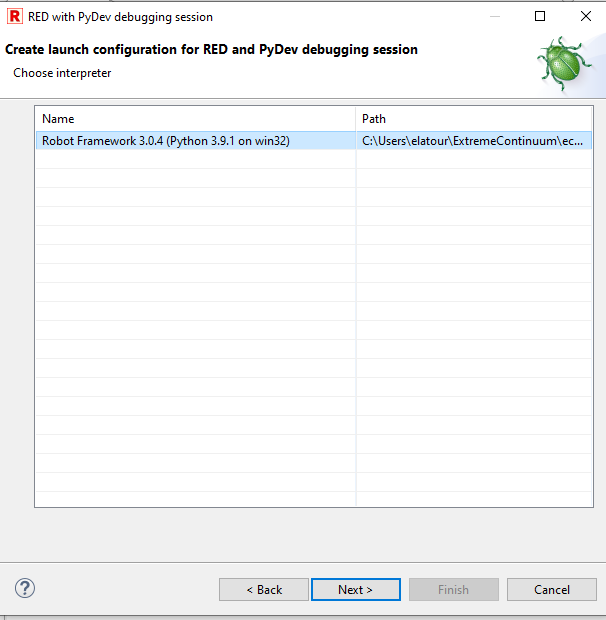 R RED with PyDev debugging session
Create launch configuration for RED and PyDev debugging session
Choose interpreter
Name Path
Robot Framework 3.0.4 (Python 3.9.1 on win32) C:\Users\elatour\ExtremeContinuum\ec...
? < Back Next > Finish Cancel